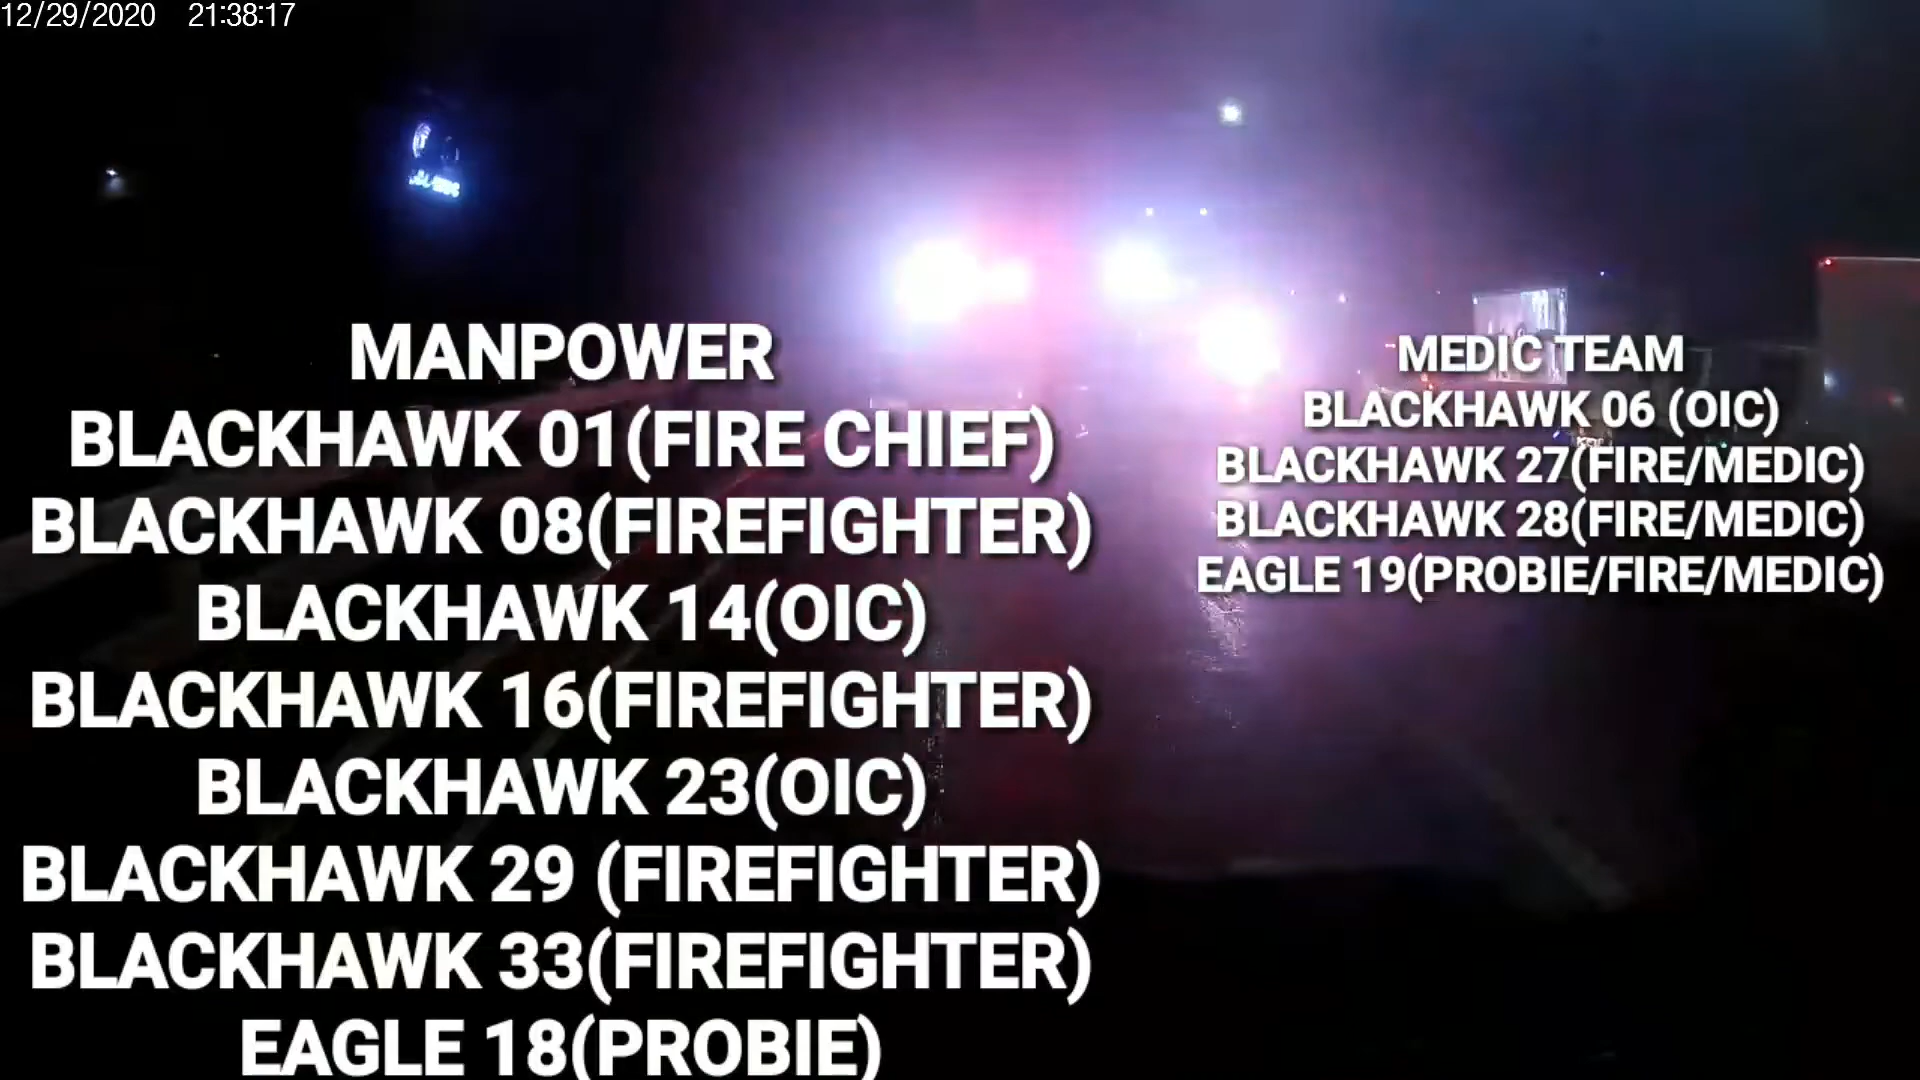 12/29/2020 21:38:17
MANPOWER
BLACKHAWK 01(FIRE CHIEF)
BLACKHAWK 08(FIREFIGHTER)
BLACKHAWK 14(OIC)
BLACKHAWK 16(FIREFIGHTER)
BLACKHAWK 23(OIC)
BLACKHAWK 29 (FIREFIGHTER)
BLACKHAWK 33(FIREFIGHTER)
EAGLE 18(PROBIE)
MEDIC TEAM
BLACKHAWK 06 (OIC)
BLACKHAWK 27(FIRE/MEDIC)
BLACKHAWK 28(FIRE/MEDIC)
EAGLE 19(PROBIE/FIRE/MEDIC)